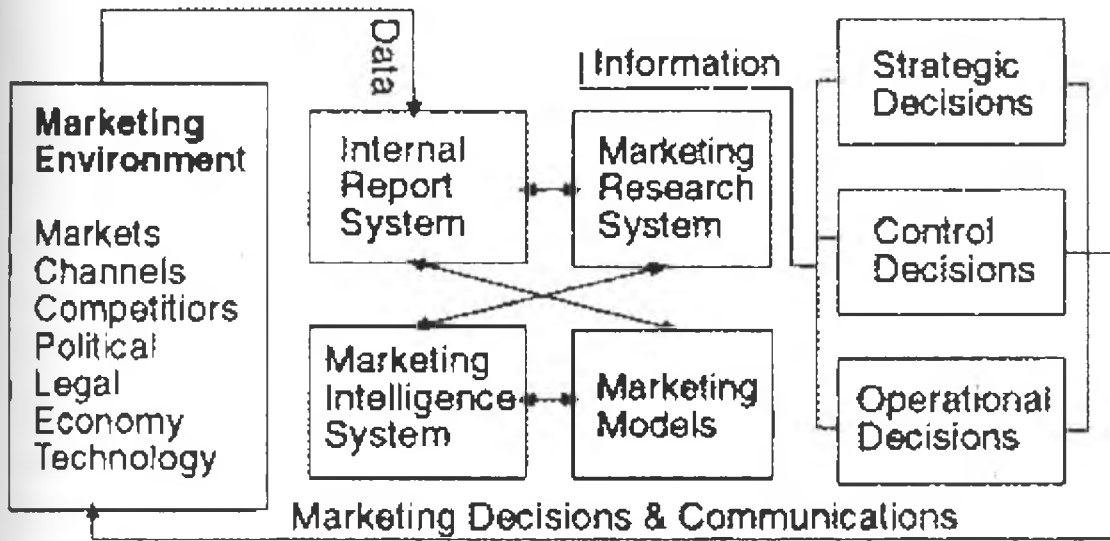 Data
Information
Marketing
Environment
Markets
Channels
Competitiors
Political
Legal
Economy
Technology
Internal
Report
System
Marketing
Research
System
Marketing
Intelligence
System
Marketing
Models
Strategic
Decisions
Control
Decisions
Operational
Decisions
Marketing Decisions & Communications